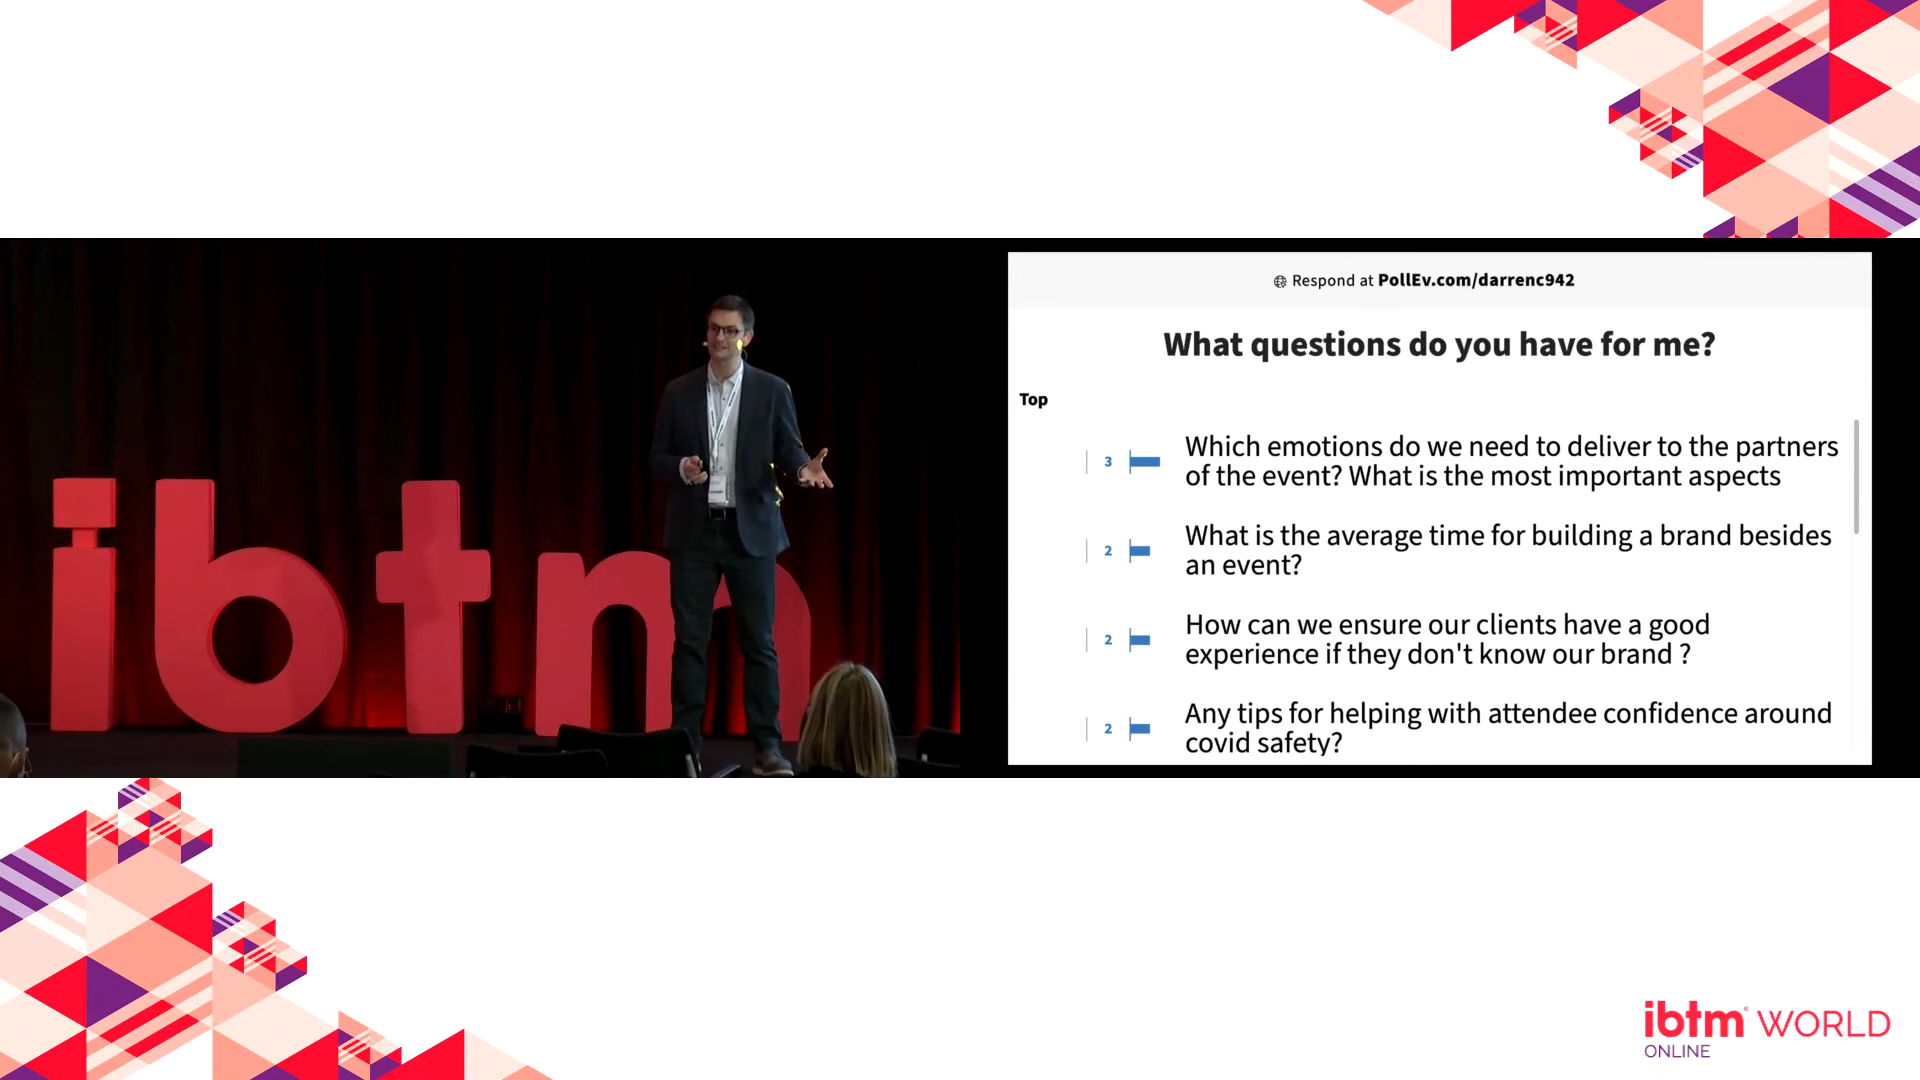 ibtm
Respond at PollEv.com/darrenc942
What questions do you have for me?
Top
3
Which emotions do we need to deliver to the partners
of the event? What is the most important aspects
2
What is the average time for building a brand besides
an event?
2
How can we ensure our clients have a good
experience if they don't know our brand ?
2
Any tips for helping with attendee confidence around
covid safety?
ibtm® WORLD
ONLINE